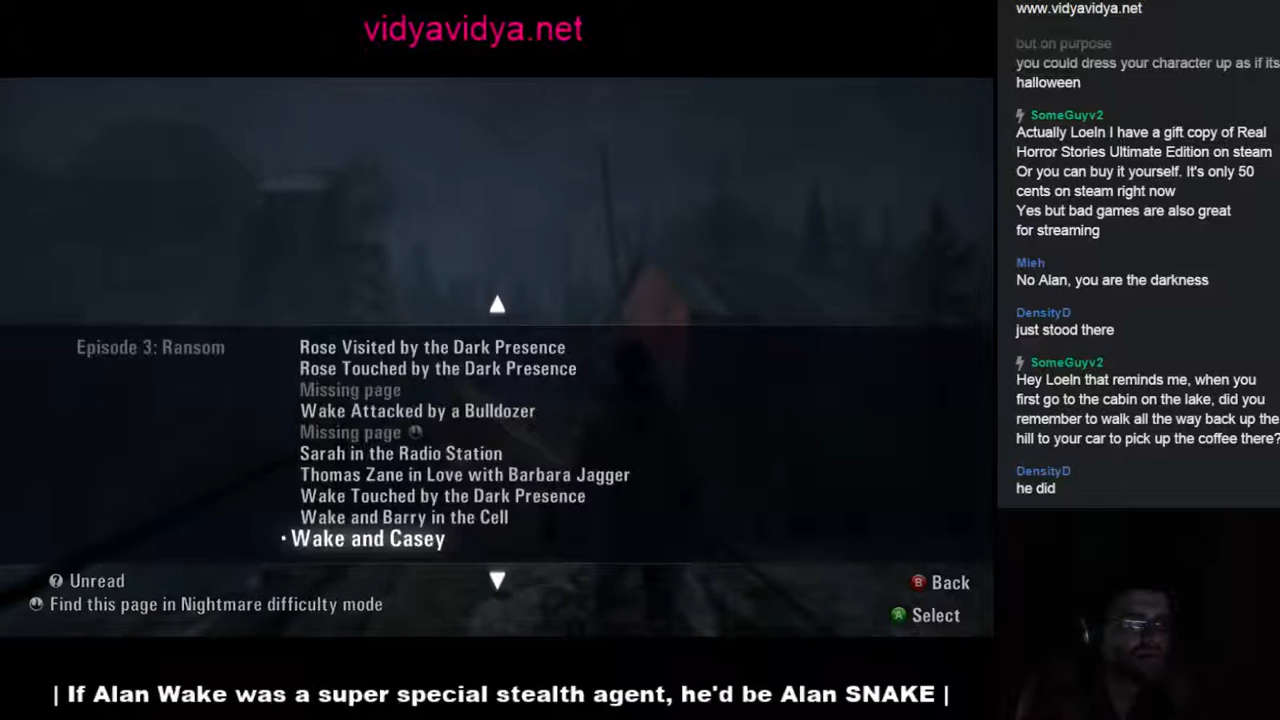 vidyavidya.net
Episode 3: Ransom
Rose Visited by the Dark Presence
Rose Touched by the Dark Presence
Missing page
Wake Attacked by a Bulldozer
Missing page
Sarah in the Radio Station
Thomas Zane in Love with Barbara Jagger
Wake Touched by the Dark Presence
Wake and Barry in the Cell
• Wake and Casey
? Unread
Find this page in Nightmare difficulty mode
B Back
A Select
| If Alan Wake was a super special stealth agent, he'd be Alan SNAKE |
www.vidyavidya.net
but on purpose
you could dress your character up as if its
halloween
SomeGuyv2
Actually Loeln I have a gift copy of Real
Horror Stories Ultimate Edition on steam
Or you can buy it yourself. It's only 50
cents on steam right now
Yes but bad games are also great
for streaming
Mieh
No Alan, you are the darkness
DensityD
just stood there
SomeGuyv2
Hey Loeln that reminds me, when you
first go to the cabin on the lake, did you
remember to walk all the way back up the
hill to your car to pick up the coffee there?
DensityD
he did